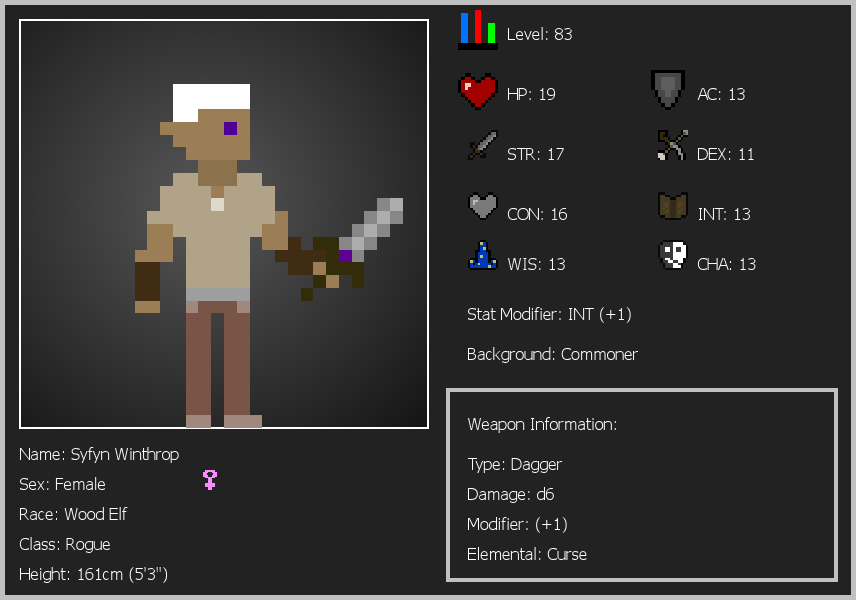 Level: 83
HP: 19
AC: 13
STR: 17
DEX: 11
CON: 16
INT: 13
WIS: 13
CHA: 13
Stat Modifier: INT (+1)
Background: Commoner
Weapon Information:
Type: Dagger
Damage: d6
Modifier: (+1)
Elemental: Curse
Name: Syfyn Winthrop
Sex: Female
Race: Wood Elf
Class: Rogue
Height: 161cm (5'3")